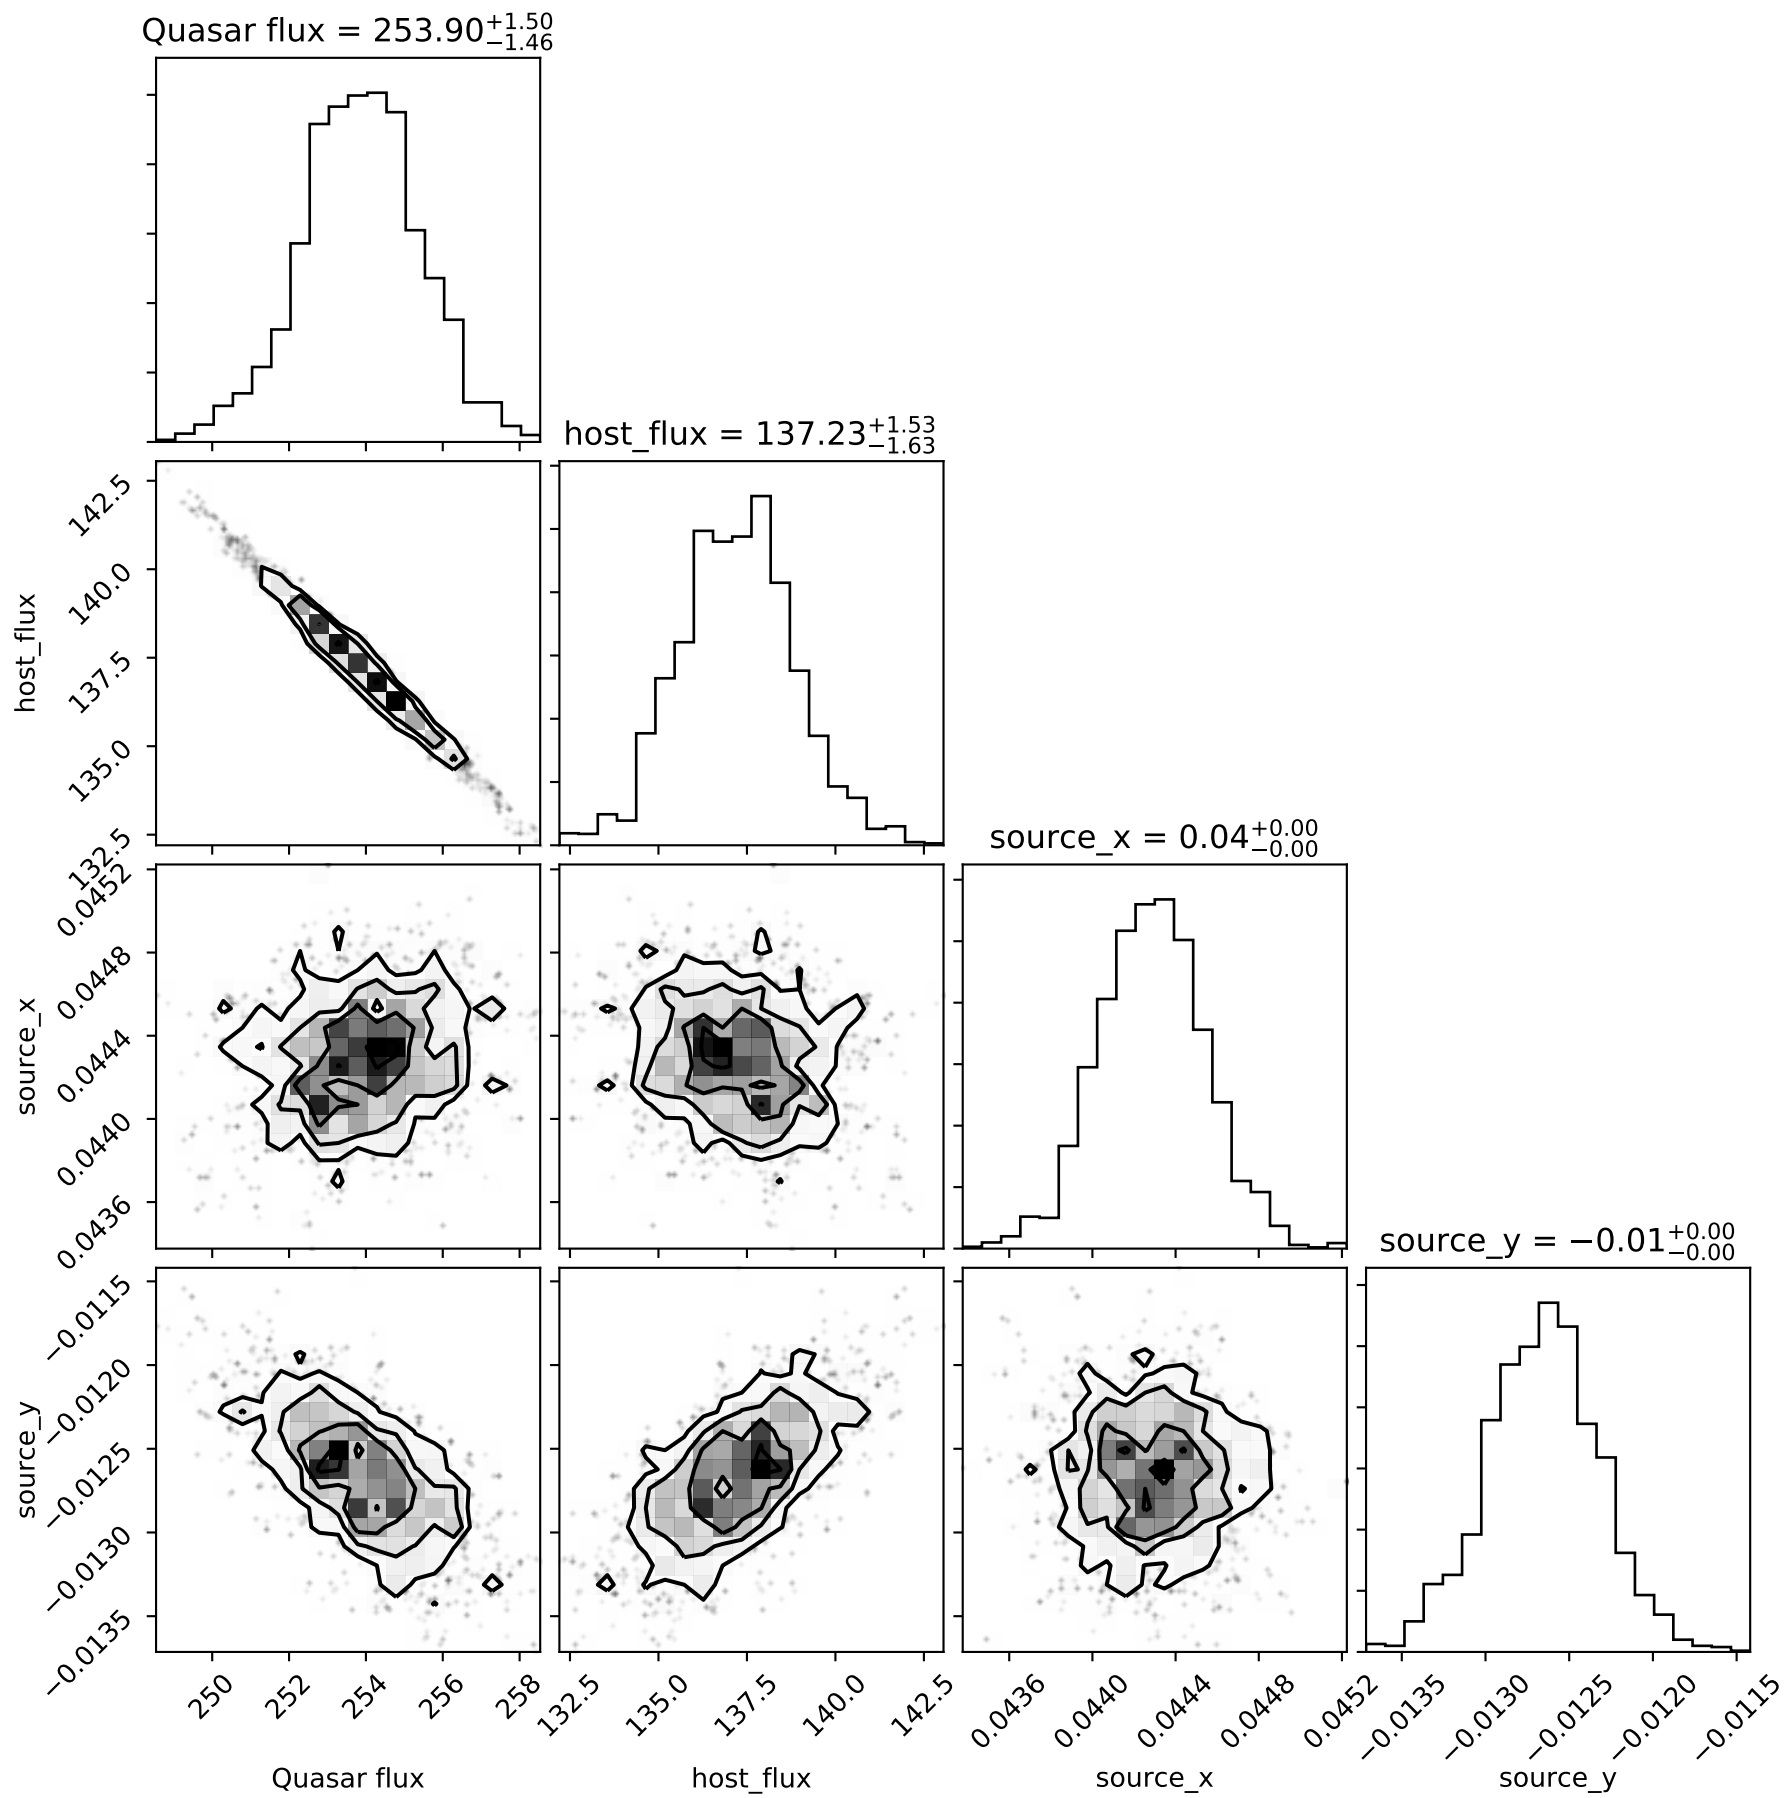 Quasar flux = 253.90+1.50−1.46
host_flux = 137.23+1.53−1.63
142.5
140.0
137.5
135.0
132.5
host_flux
source_x = 0.04+0.00−0.00
0.0452
0.0448
0.0444
0.0440
0.0436
source_x
source_y = −0.01+0.00−0.00
−0.0115
−0.0120
−0.0125
−0.0130
−0.0135
source_y
250 252 254 256 258 132.5 135.0 137.5 140.0 142.5 0.0436 0.0440 0.0444 0.0448 0.0452 −0.0135 −0.0130 −0.0125 −0.0120 −0.0115
Quasar flux host_flux source_x source_y